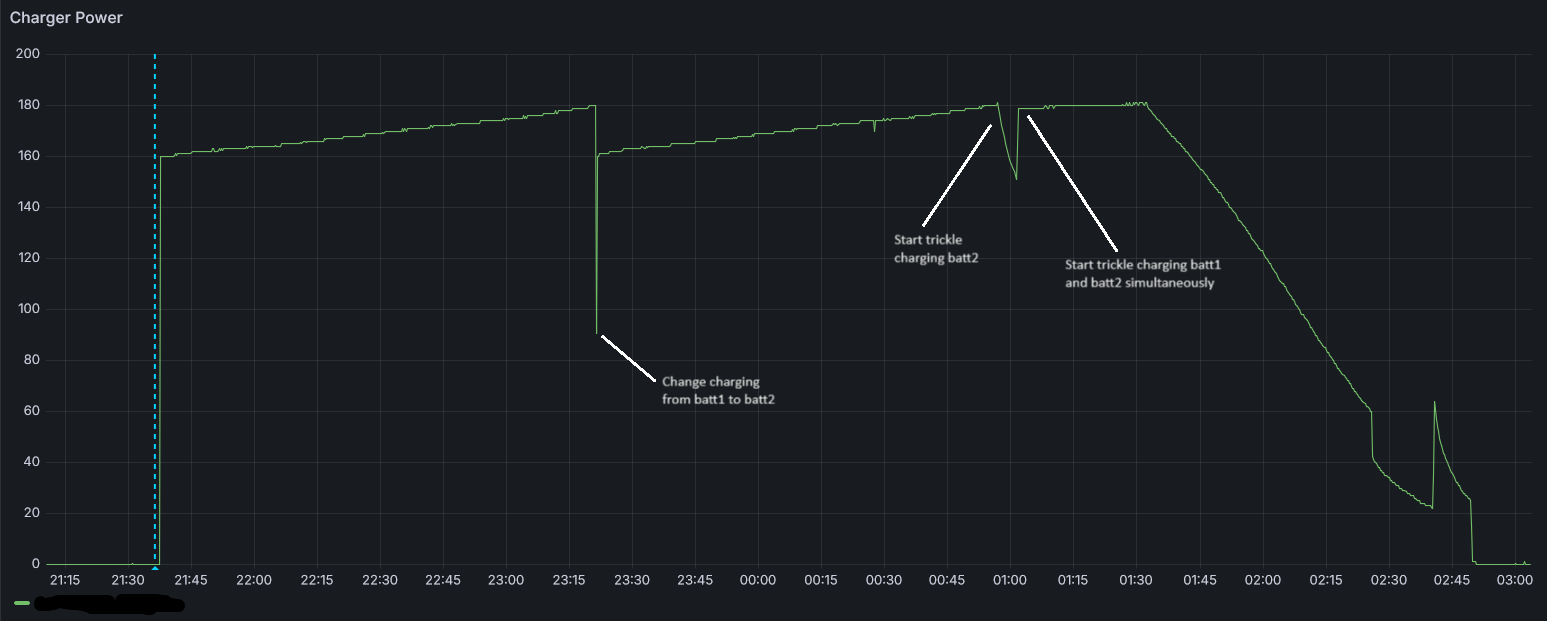 Charger Power
200
180
160
140
120
100
80
60
40
20
0
Start trickle
charging batt2
Start trickle charging batt1
and batt2 simultaneously
Change charging
from batt1 to batt2
21:15 21:30 21:45 22:00 22:15 22:30 22:45 23:00 23:15 23:30 23:45 00:00 00:15 00:30 00:45 01:00 01:15 01:30 01:45 02:00 02:15 02:30 02:45 03:00